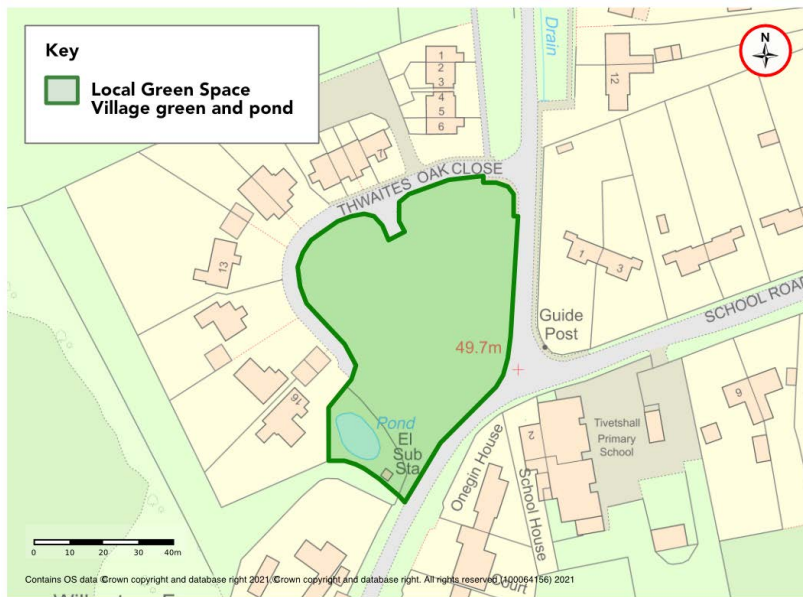 Key
Local Green Space
Village green and pond
N
Drain
1
2
3
4
5
6
12
7
THWAITES OAK CLOSE
13
1
3
SCHOOL ROAD
Guide
Post
49.7m
16
Pond
El
Sub
Sta
Onegin House
2
School House
Tivetshall
Primary
School
9
Court
0 10 20 30 40m
Contains OS data © Crown copyright and database right 2021, © Crown copyright and database right. All rights reserved (100064156) 2021